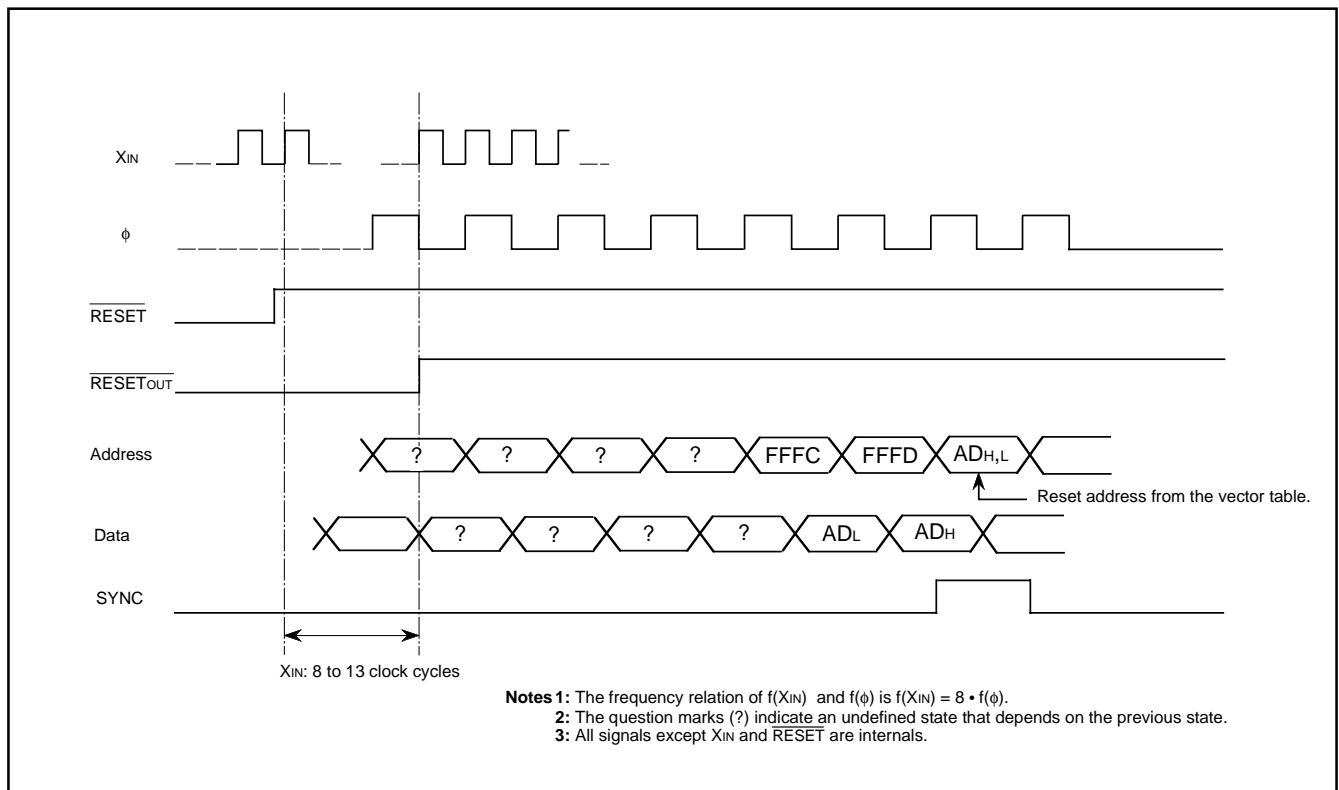 XIN
ϕ
RESET
RESETOUT
Address
? ? ? ? FFFC FFFD ADH,L
Reset address from the vector table.
Data
? ? ? ? ADL ADH
SYNC
XIN: 8 to 13 clock cycles
Notes 1: The frequency relation of f(XIN) and f(ϕ) is f(XIN) = 8 • f(ϕ).
2: The question marks (?) indicate an undefined state that depends on the previous state.
3: All signals except XIN and RESET are internals.